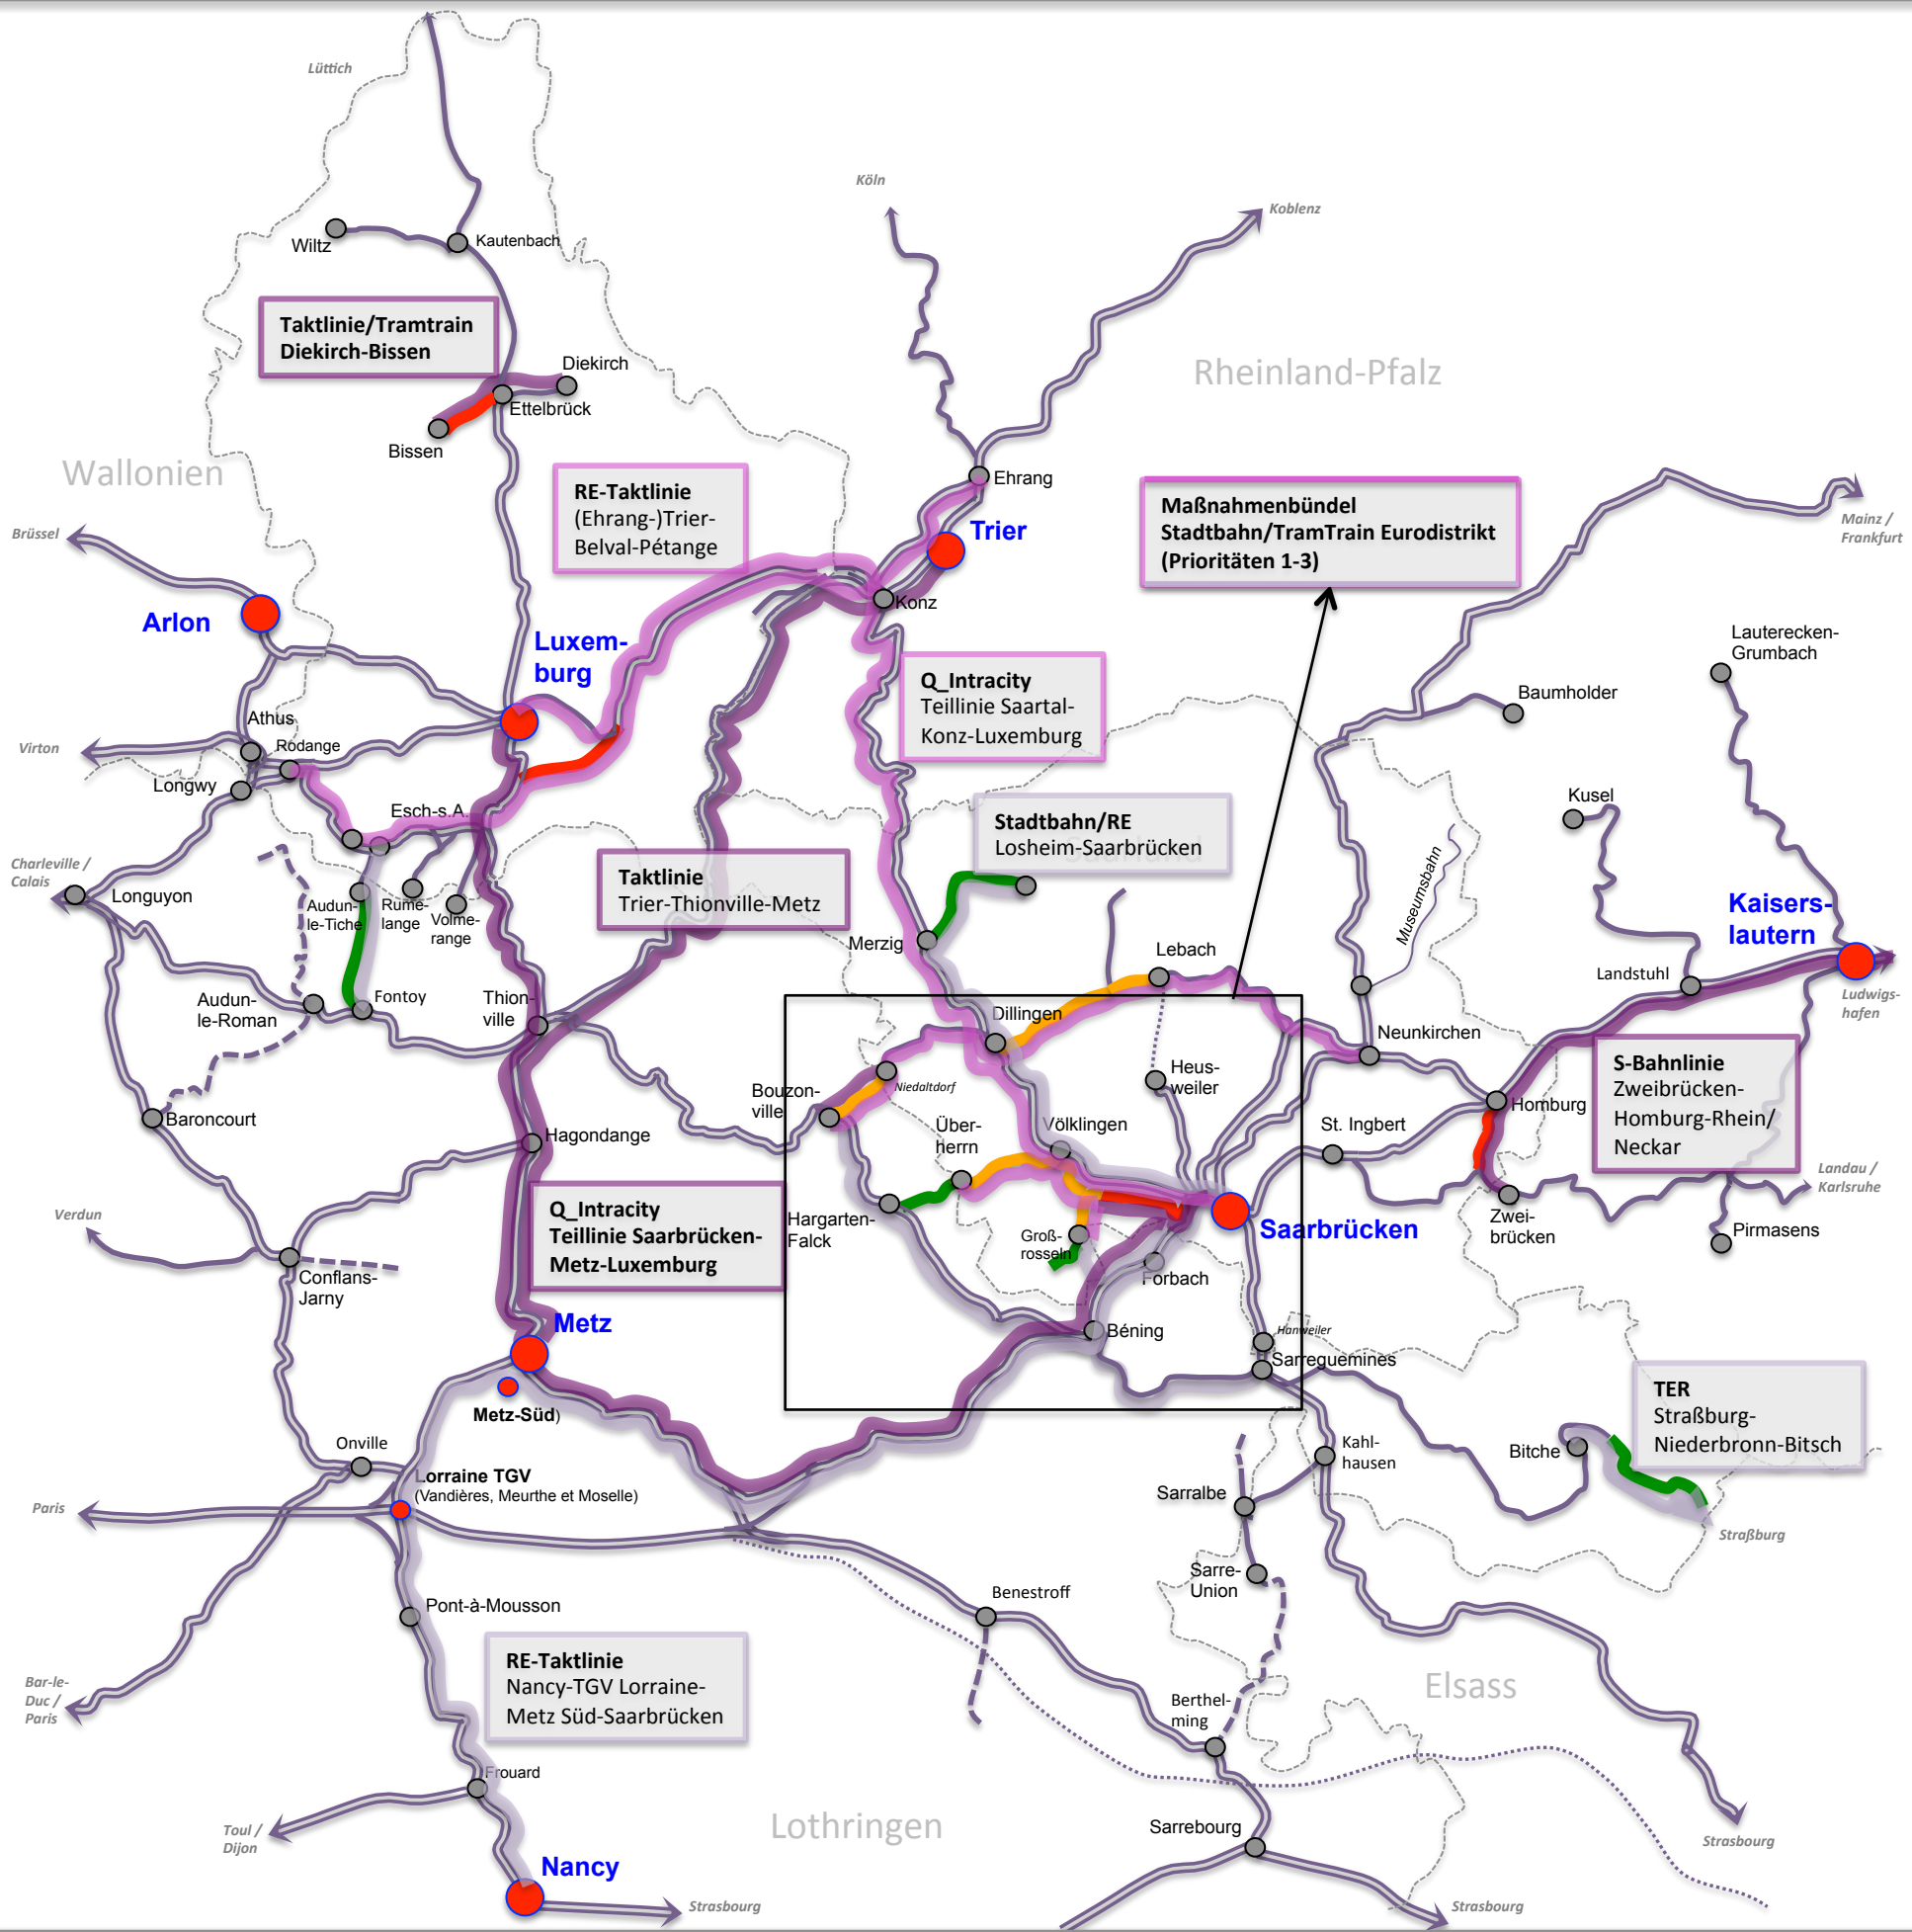 Lüttich
Köln
Koblenz
Wiltz
Kautenbach
Taktlinie/Tramtrain
Diekirch-Bissen
Diekirch
Ettelbrück
Bissen
Rheinland-Pfalz
Wallonien
RE-Taktlinie
(Ehrang-)Trier-
Belval-Pétange
Ehrang
Trier
Maßnahmenbündel
Stadtbahn/TramTrain Eurodistrikt
(Prioritäten 1-3)
Mainz /
Frankfurt
Brüssel
Arlon
Konz
Luxem-
burg
Lauterecken-
Grumbach
Q_Intracity
Teillinie Saartal-
Konz-Luxemburg
Baumholder
Athus
Rodange
Virton
Longwy
Esch-s.A.
Kusel
Stadtbahn/RE
Losheim-Saarbrücken
Saarland
Museumsbahn
Charleville /
Calais
Longuyon
Audun-
le-Tiche
Rume-
lange
Volme-
range
Taktlinie
Trier-Thionville-Metz
Merzig
Lebach
Kaisers-
lautern
Landstuhl
Ludwigs-
hafen
Audun-
le-Roman
Fontoy
Thion-
ville
Dillingen
Neunkirchen
Bouzon-
ville
Niedaltdorf
Heus-
weiler
S-Bahnlinie
Zweibrücken-
Homburg-Rhein/
Neckar
Homburg
Baroncourt
Hagondange
Über-
herrn
Völklingen
St. Ingbert
Landau /
Karlsruhe
Verdun
Q_Intracity
Teillinie Saarbrücken-
Metz-Luxemburg
Hargarten-
Falck
Groß-
rosseln
Forbach
Saarbrücken
Zwei-
brücken
Pirmasens
Conflans-
Jarny
Metz
Béning
Hanweiler
Sarreguemines
Metz-Süd)
TER
Straßburg-
Niederbronn-Bitsch
Onville
Kahl-
hausen
Bitche
Lorraine TGV
(Vandières, Meurthe et Moselle)
Paris
Sarralbe
Straßburg
Sarre-
Union
Benestroff
Pont-à-Mousson
RE-Taktlinie
Nancy-TGV Lorraine-
Metz Süd-Saarbrücken
Bar-le-
Duc /
Paris
Berthel-
ming
Elsass
Frouard
Lothringen
Toul /
Dijon
Sarrebourg
Strasbourg
Nancy
Strasbourg
Strasbourg